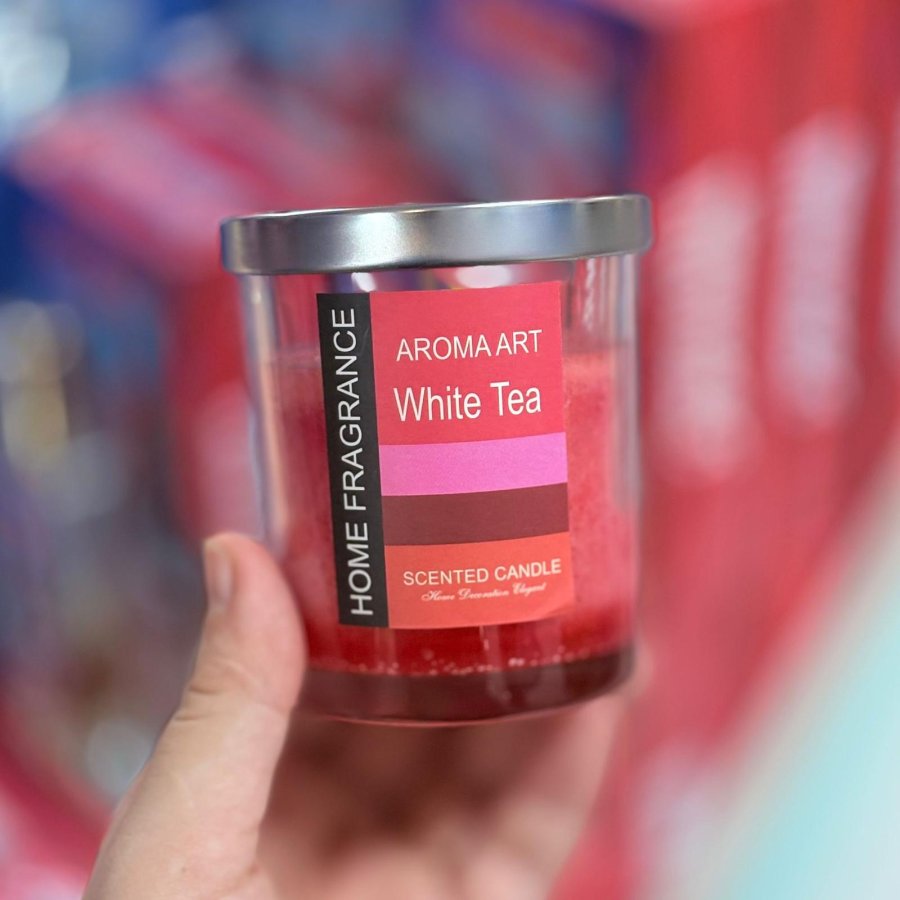 HOME FRAGRANCE
AROMA ART
White Tea
SCENTED CANDLE
Home Decoration Elegant